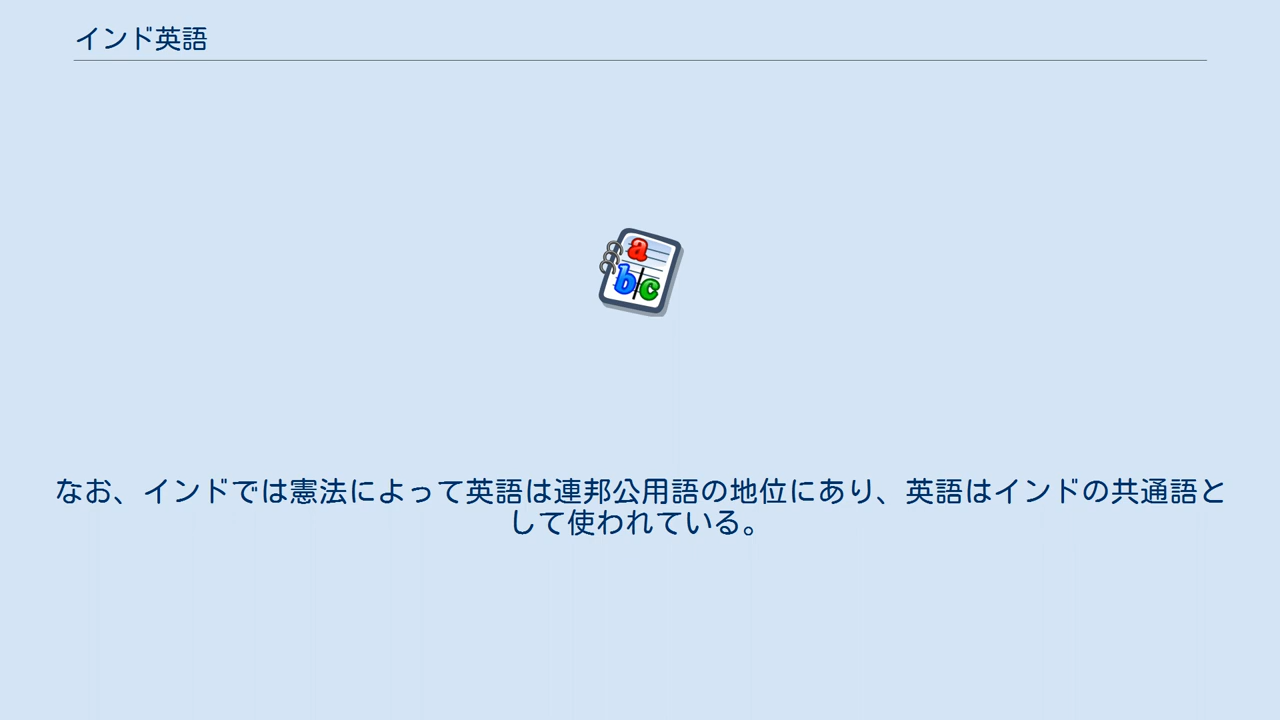 インド英語
a
b c
なお、インドでは憲法によって英語は連邦公用語の地位にあり、英語はインドの共通語と
して使われている。